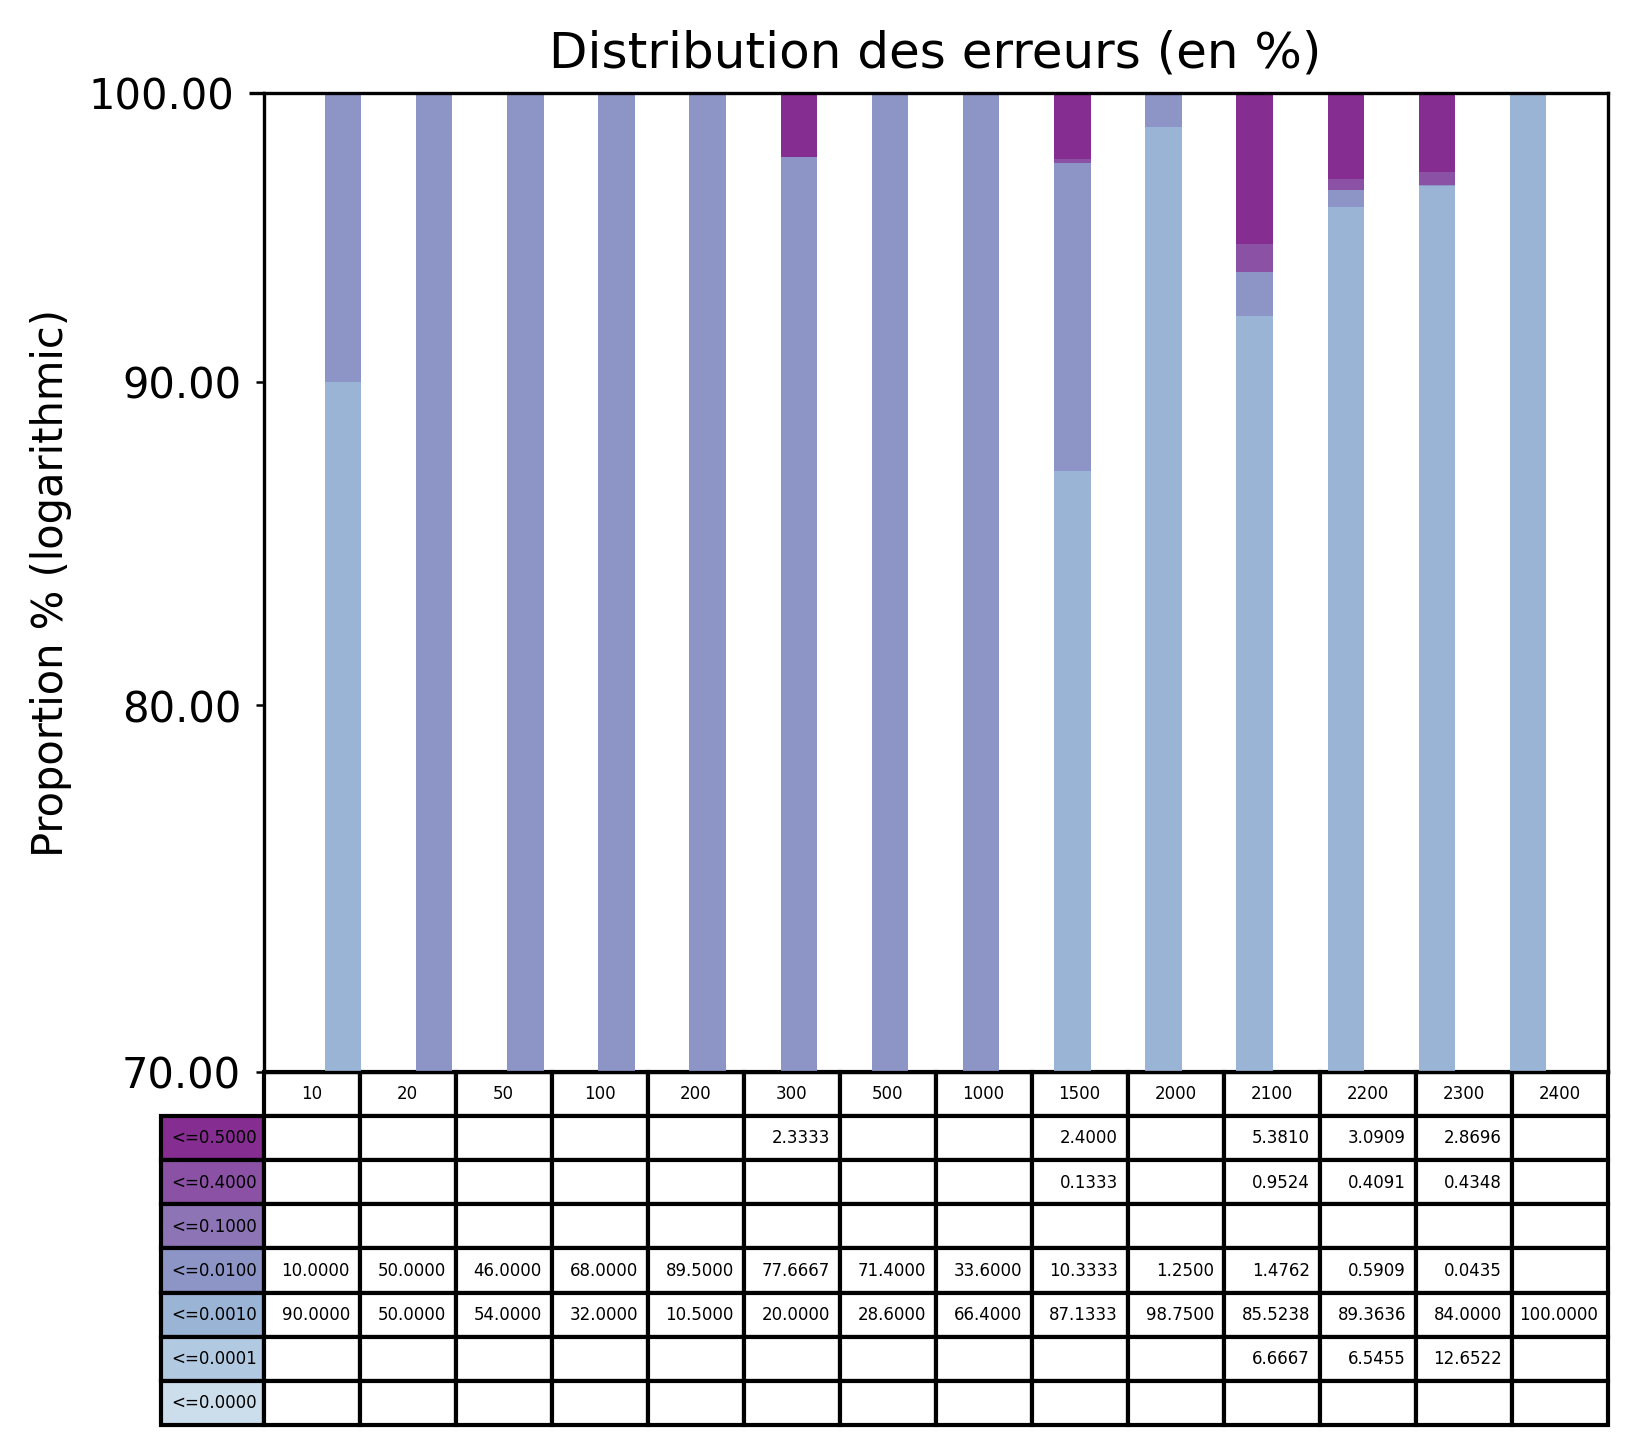 Distribution des erreurs (en %)
100.00
90.00
80.00
70.00
Proportion % (logarithmic)
10 20 50 100 200 300 500 1000 1500 2000 2100 2200 2300 2400
<=0.5000 2.3333 2.4000 5.3810 3.0909 2.8696
<=0.4000 0.1333 0.9524 0.4091 0.4348
<=0.1000
<=0.0100 10.0000 50.0000 46.0000 68.0000 89.5000 77.6667 71.4000 33.6000 10.3333 1.2500 1.4762 0.5909 0.0435
<=0.0010 90.0000 50.0000 54.0000 32.0000 10.5000 20.0000 28.6000 66.4000 87.1333 98.7500 85.5238 89.3636 84.0000 100.0000
<=0.0001 6.6667 6.5455 12.6522
<=0.0000